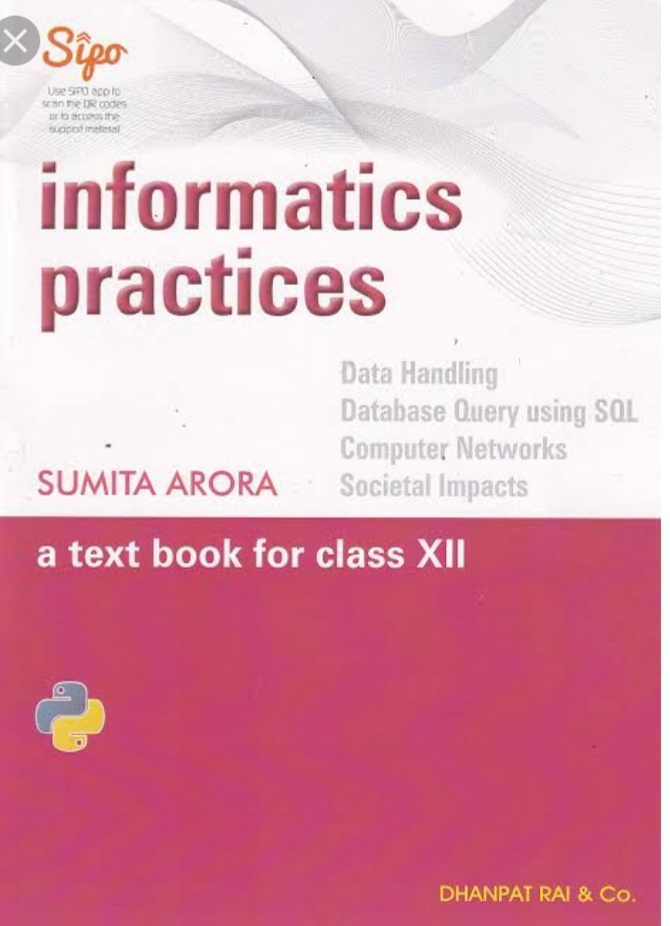 Sipo
Use SIPO app to
scan the QR codes
or to access the
support material
informatics
practices
Data Handling
Database Query using SQL
Computer Networks
Societal Impacts
SUMITA ARORA
a text book for class XII
DHANPAT RAI & Co.